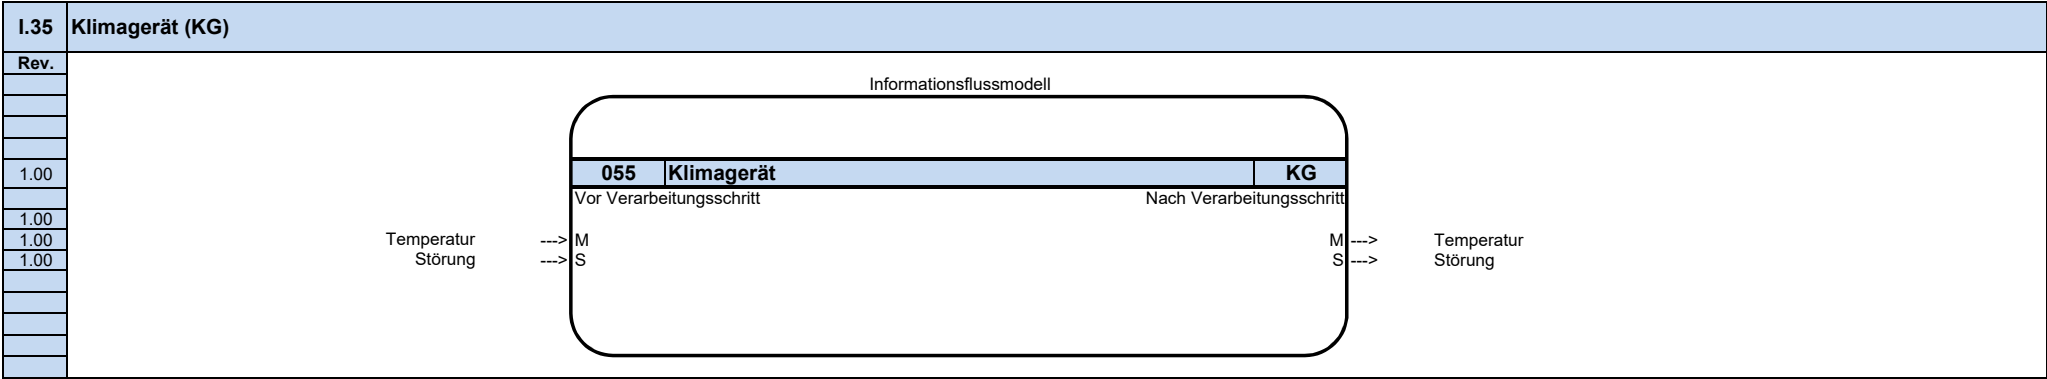 I.35 Klimagerät (KG)
Rev.
Informationsflussmodell
1.00 055 Klimagerät KG
Vor Verarbeitungsschritt Nach Verarbeitungsschritt
1.00
1.00 Temperatur ---> M M ---> Temperatur
1.00 Störung ---> S S ---> Störung